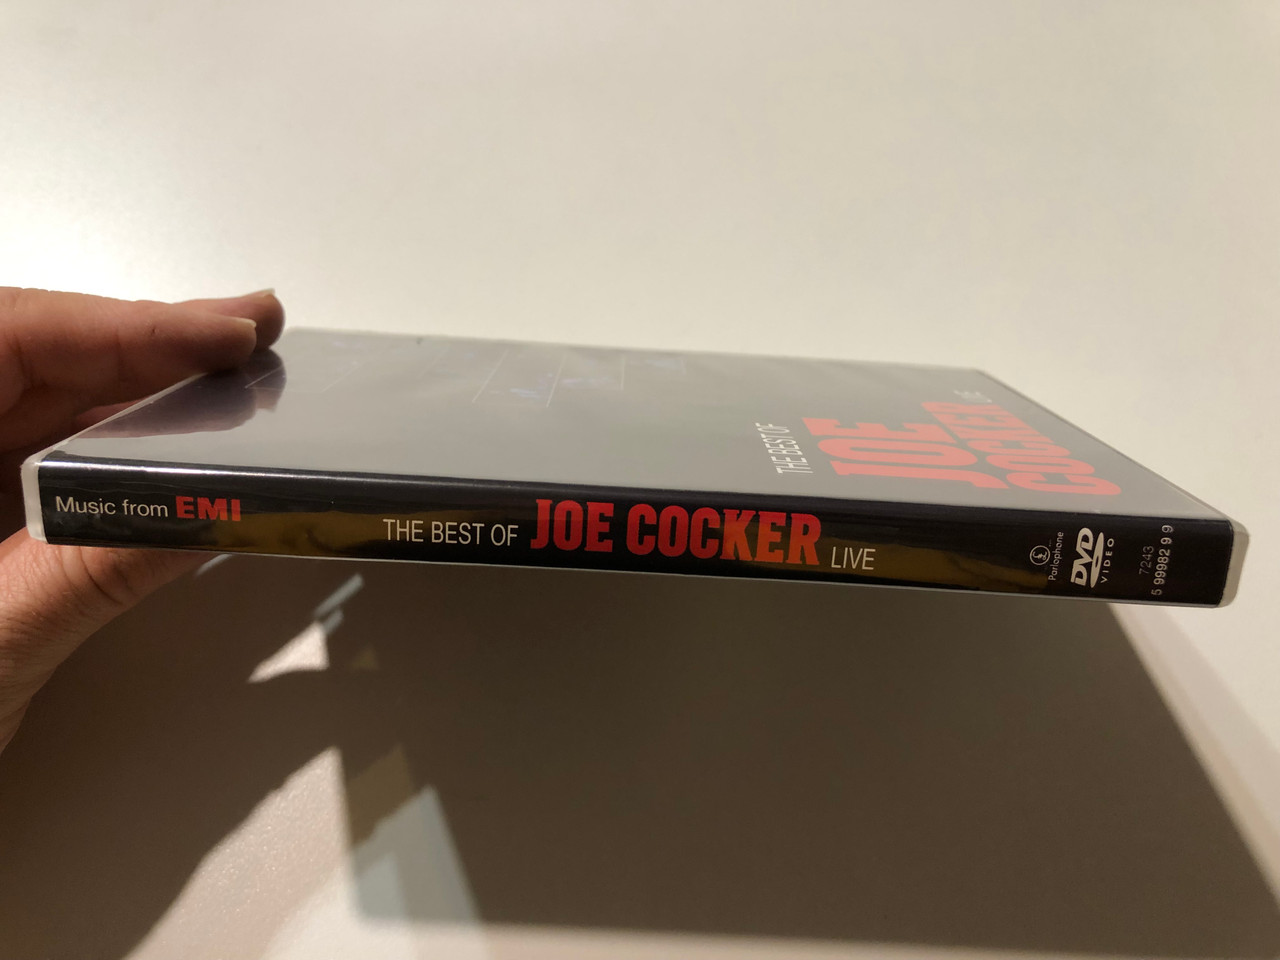 THE BEST OF
JOE
COCKER
LIVE
Music from EMI
THE BEST OF JOE COCKER LIVE
Parlophone
DVD
VIDEO
7243
5 99982 9 9